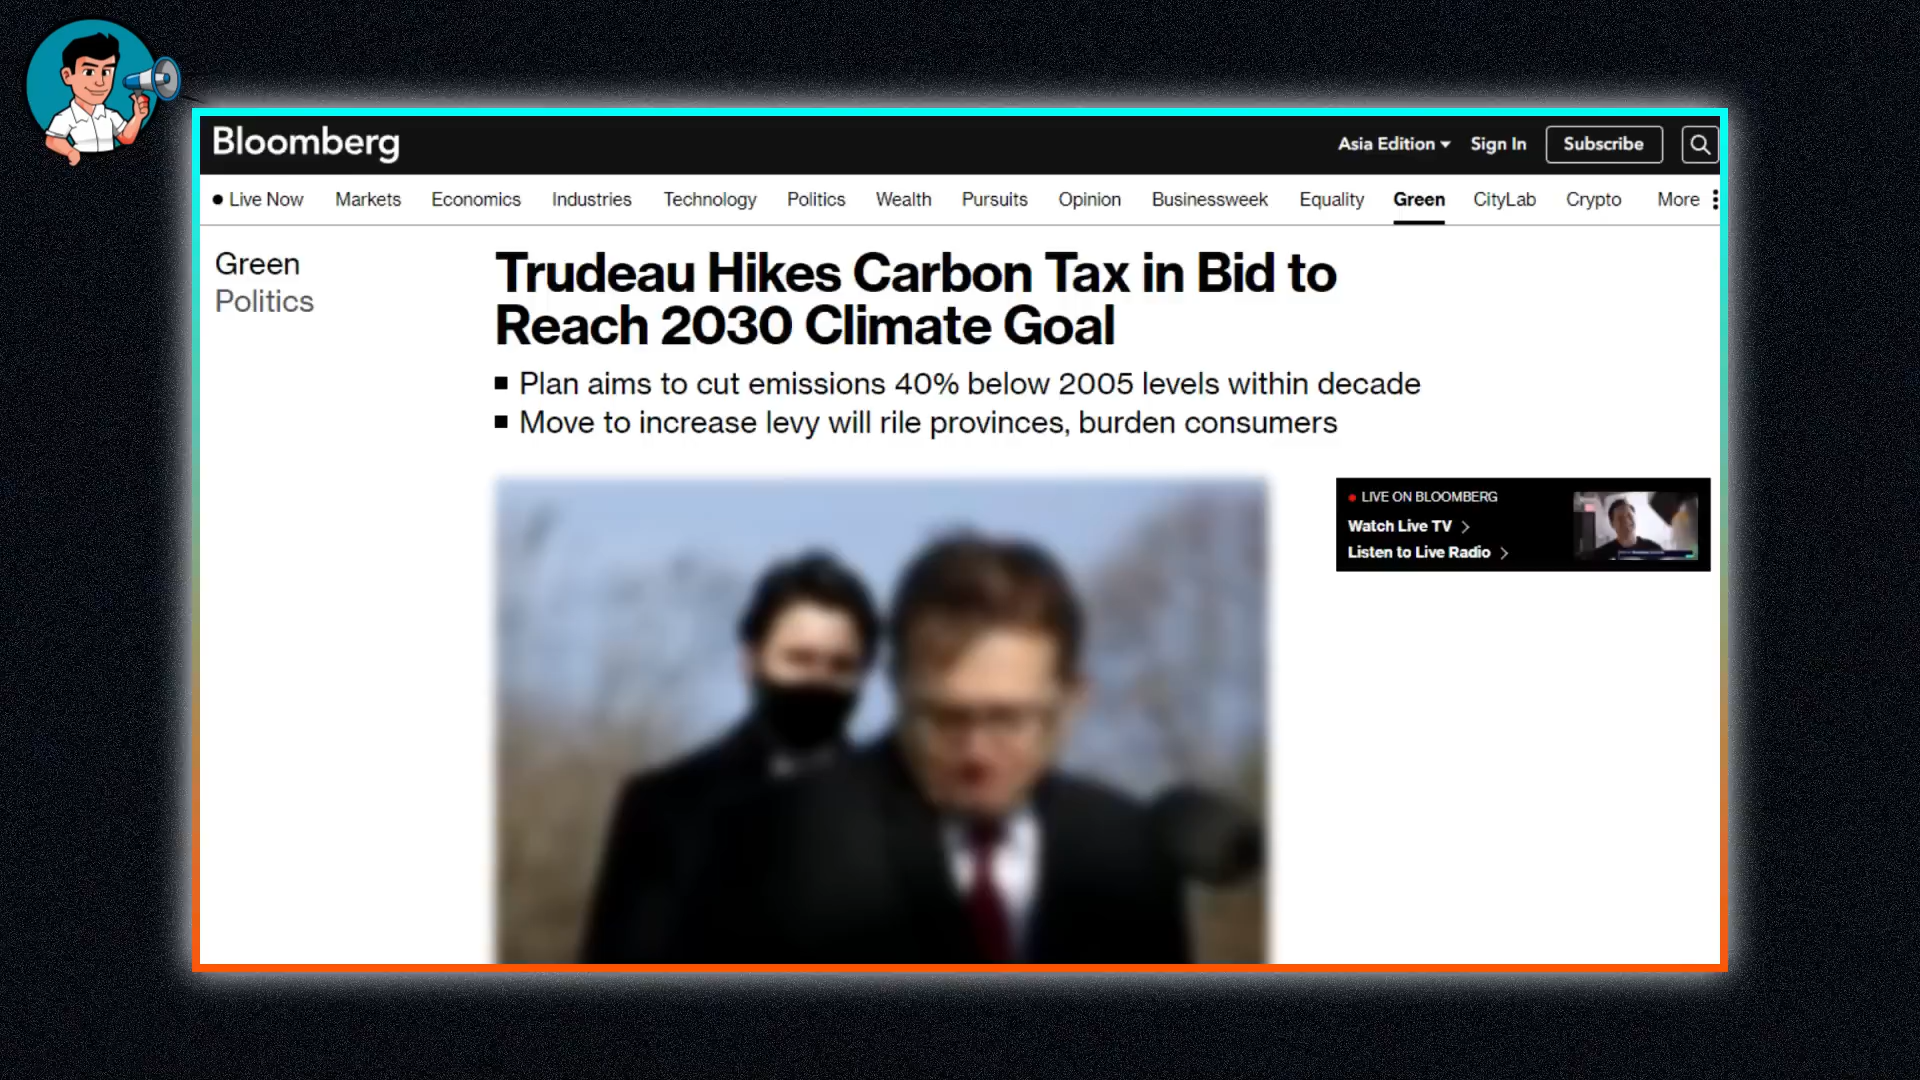 Bloomberg
Asia Edition Sign In Subscribe
Live Now Markets Economics Industries Technology Politics Wealth Pursuits Opinion Businessweek Equality Green CityLab Crypto More
Green
Politics
Trudeau Hikes Carbon Tax in Bid to
Reach 2030 Climate Goal
Plan aims to cut emissions 40% below 2005 levels within decade
Move to increase levy will rile provinces, burden consumers
LIVE ON BLOOMBERG
Watch Live TV
Listen to Live Radio